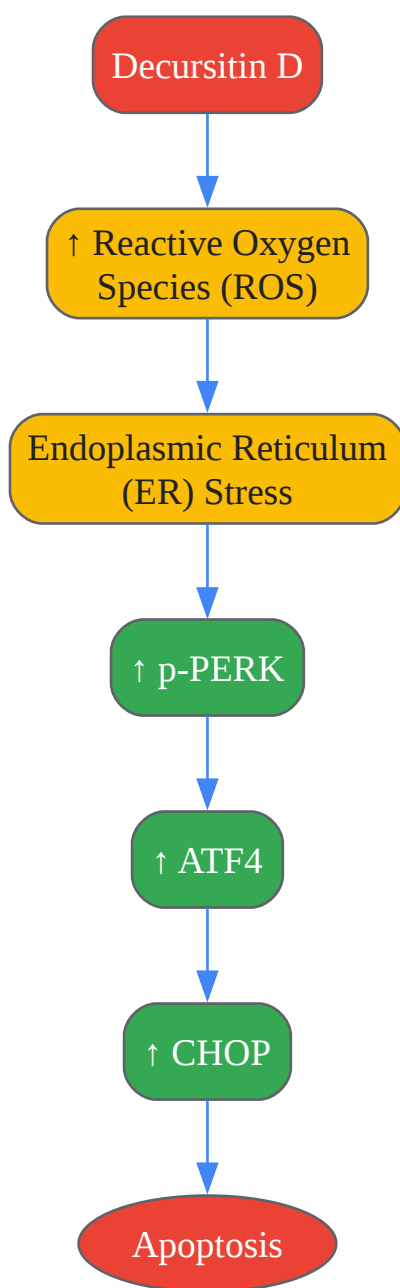 Decursitin D
↑ Reactive Oxygen
Species (ROS)
Endoplasmic Reticulum
(ER) Stress
↑ p-PERK
↑ ATF4
↑ CHOP
Apoptosis